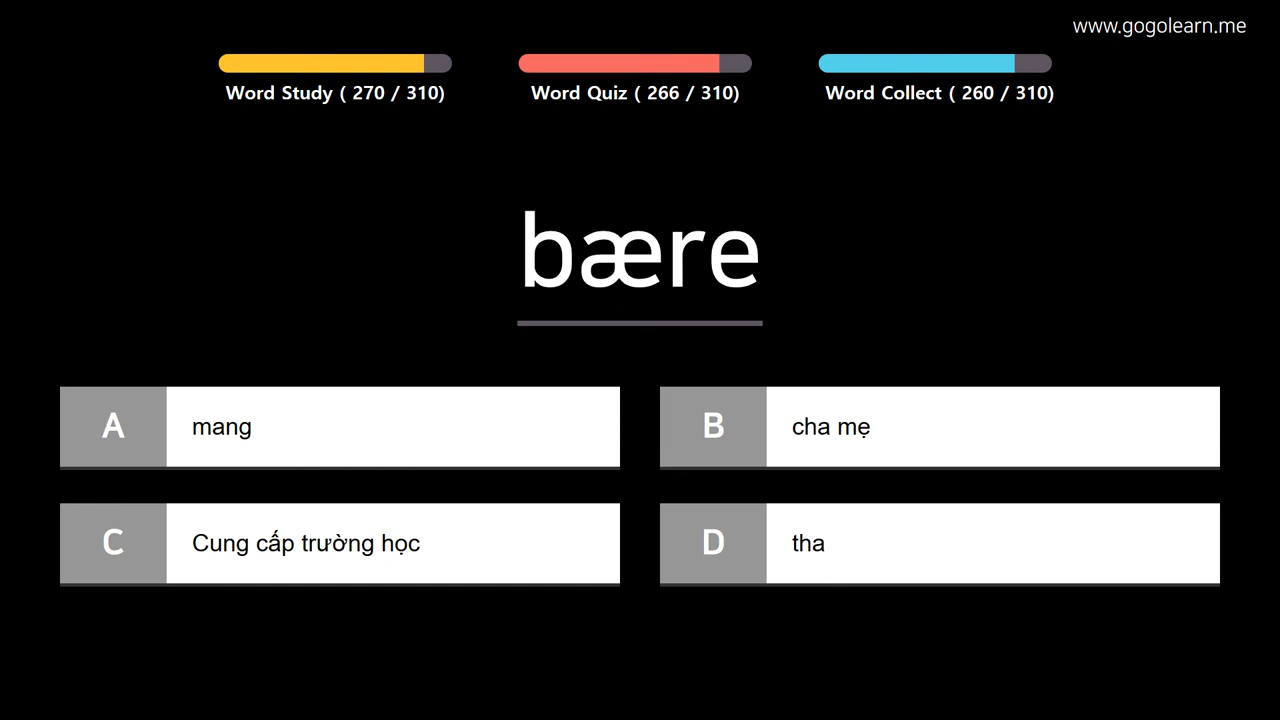 www.gogolearn.me
Word Study ( 270 / 310)
Word Quiz ( 266 / 310)
Word Collect ( 260 / 310)
bære
A mang
B cha mẹ
C Cung cấp trường học
D tha